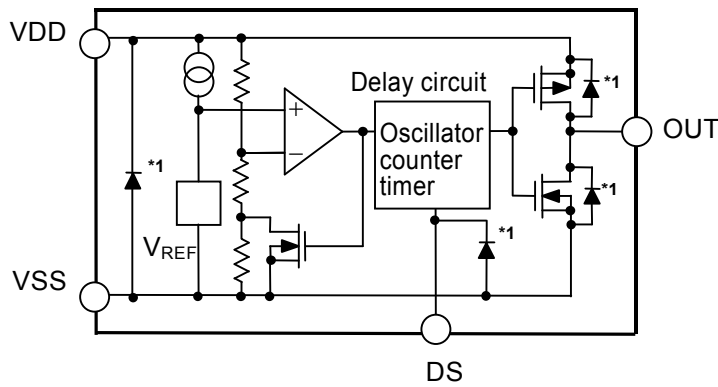 VDD
*1
Delay circuit
*1
+
−
Oscillator
counter
timer
OUT
*1
*1
VREF
*1
VSS
DS